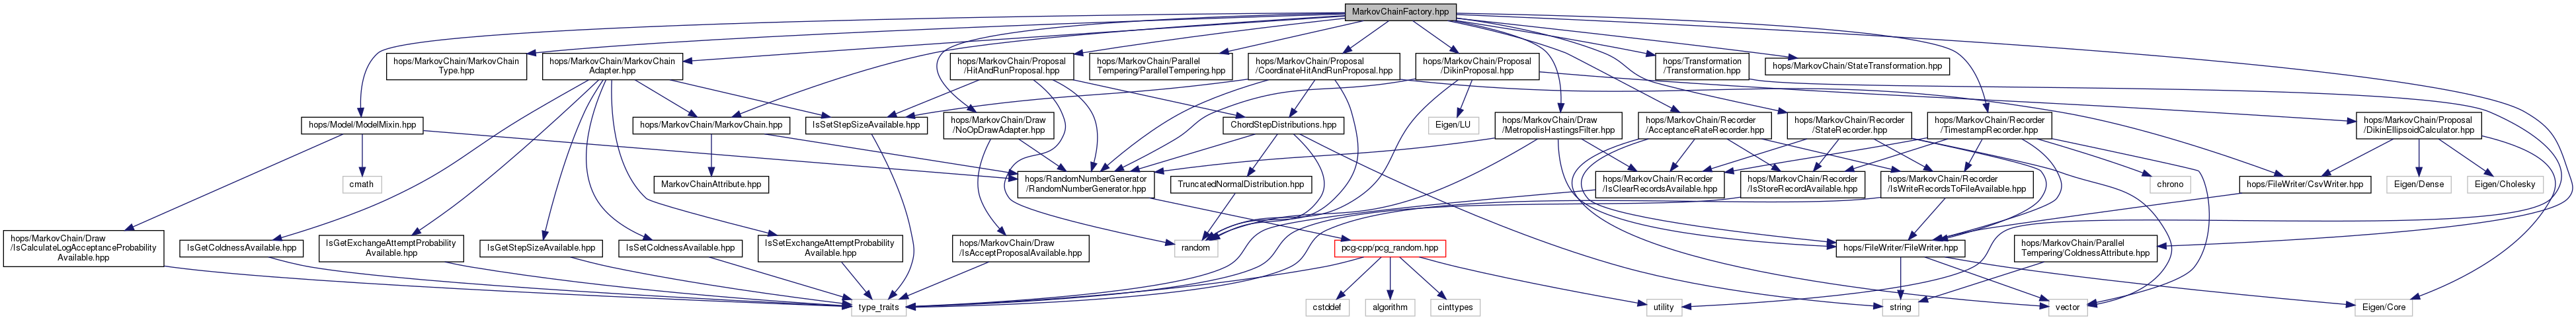 MarkovChainFactory.hpp
hops/MarkovChain/MarkovChain
Type.hpp
hops/MarkovChain/MarkovChain
Adapter.hpp
hops/MarkovChain/Proposal
/HitAndRunProposal.hpp
hops/MarkovChain/Parallel
Tempering/ParallelTempering.hpp
hops/MarkovChain/Proposal
/CoordinateHitAndRunProposal.hpp
hops/MarkovChain/Proposal
/DikinProposal.hpp
hops/Transformation
/Transformation.hpp
hops/MarkovChain/StateTransformation.hpp
hops/Model/ModelMixin.hpp
hops/MarkovChain/MarkovChain.hpp
IsSetStepSizeAvailable.hpp
hops/MarkovChain/Draw
/NoOpDrawAdapter.hpp
ChordStepDistributions.hpp
Eigen/LU
hops/MarkovChain/Draw
/MetropolisHastingsFilter.hpp
hops/MarkovChain/Recorder
/AcceptanceRateRecorder.hpp
hops/MarkovChain/Recorder
/StateRecorder.hpp
hops/MarkovChain/Recorder
/TimestampRecorder.hpp
hops/MarkovChain/Proposal
/DikinEllipsoidCalculator.hpp
cmath
MarkovChainAttribute.hpp
hops/RandomNumberGenerator
/RandomNumberGenerator.hpp
TruncatedNormalDistribution.hpp
hops/MarkovChain/Recorder
/IsClearRecordsAvailable.hpp
hops/MarkovChain/Recorder
/IsStoreRecordAvailable.hpp
hops/MarkovChain/Recorder
/IsWriteRecordsToFileAvailable.hpp
chrono
hops/FileWriter/CsvWriter.hpp
Eigen/Dense
Eigen/Cholesky
hops/MarkovChain/Draw
/IsCalculateLogAcceptanceProbability
Available.hpp
IsGetColdnessAvailable.hpp
IsGetExchangeAttemptProbability
Available.hpp
IsGetStepSizeAvailable.hpp
IsSetColdnessAvailable.hpp
IsSetExchangeAttemptProbability
Available.hpp
hops/MarkovChain/Draw
/IsAcceptProposalAvailable.hpp
random
pcg-cpp/pcg_random.hpp
hops/FileWriter/FileWriter.hpp
hops/MarkovChain/Parallel
Tempering/ColdnessAttribute.hpp
type_traits
cstddef
algorithm
cinttypes
utility
string
vector
Eigen/Core